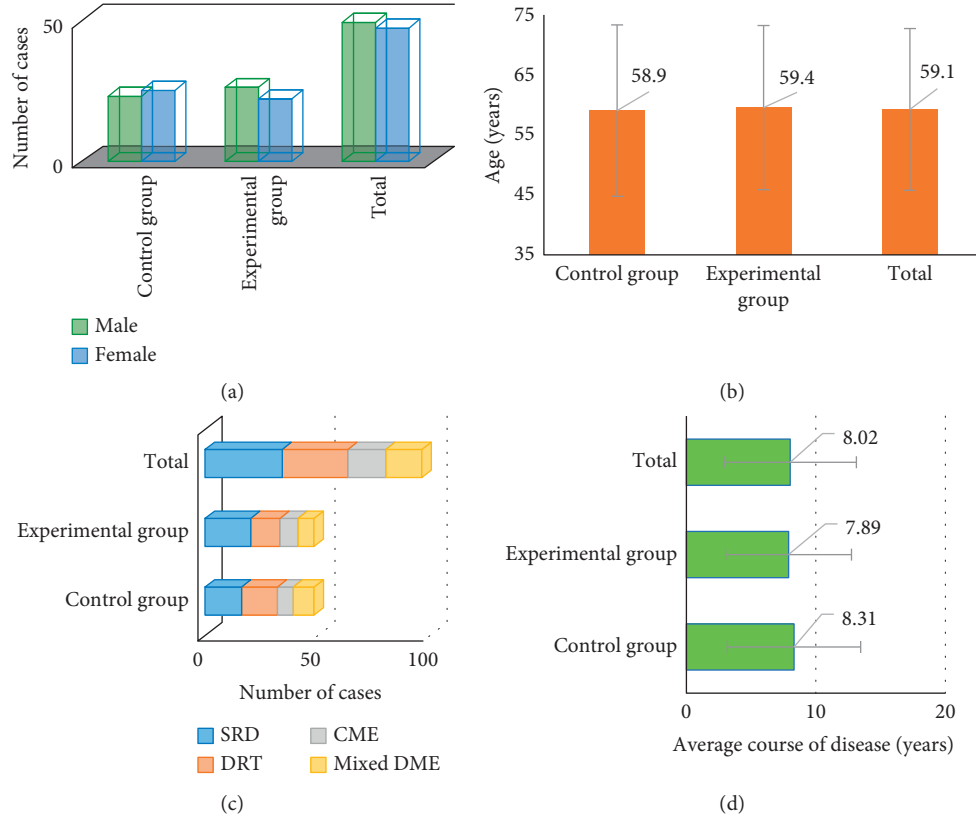 50
0
Number of cases
Control group
Experimental
group
Total
Male
Female
(a)
75
65
55
45
35
Age (years)
58.9
59.4
59.1
Control group
Experimental
group
Total
(b)
Total
Experimental group
Control group
0
50
100
Number of cases
SRD
CME
DRT
Mixed DME
(c)
Total
Experimental group
Control group
8.02
7.89
8.31
0
10
20
Average course of disease (years)
(d)